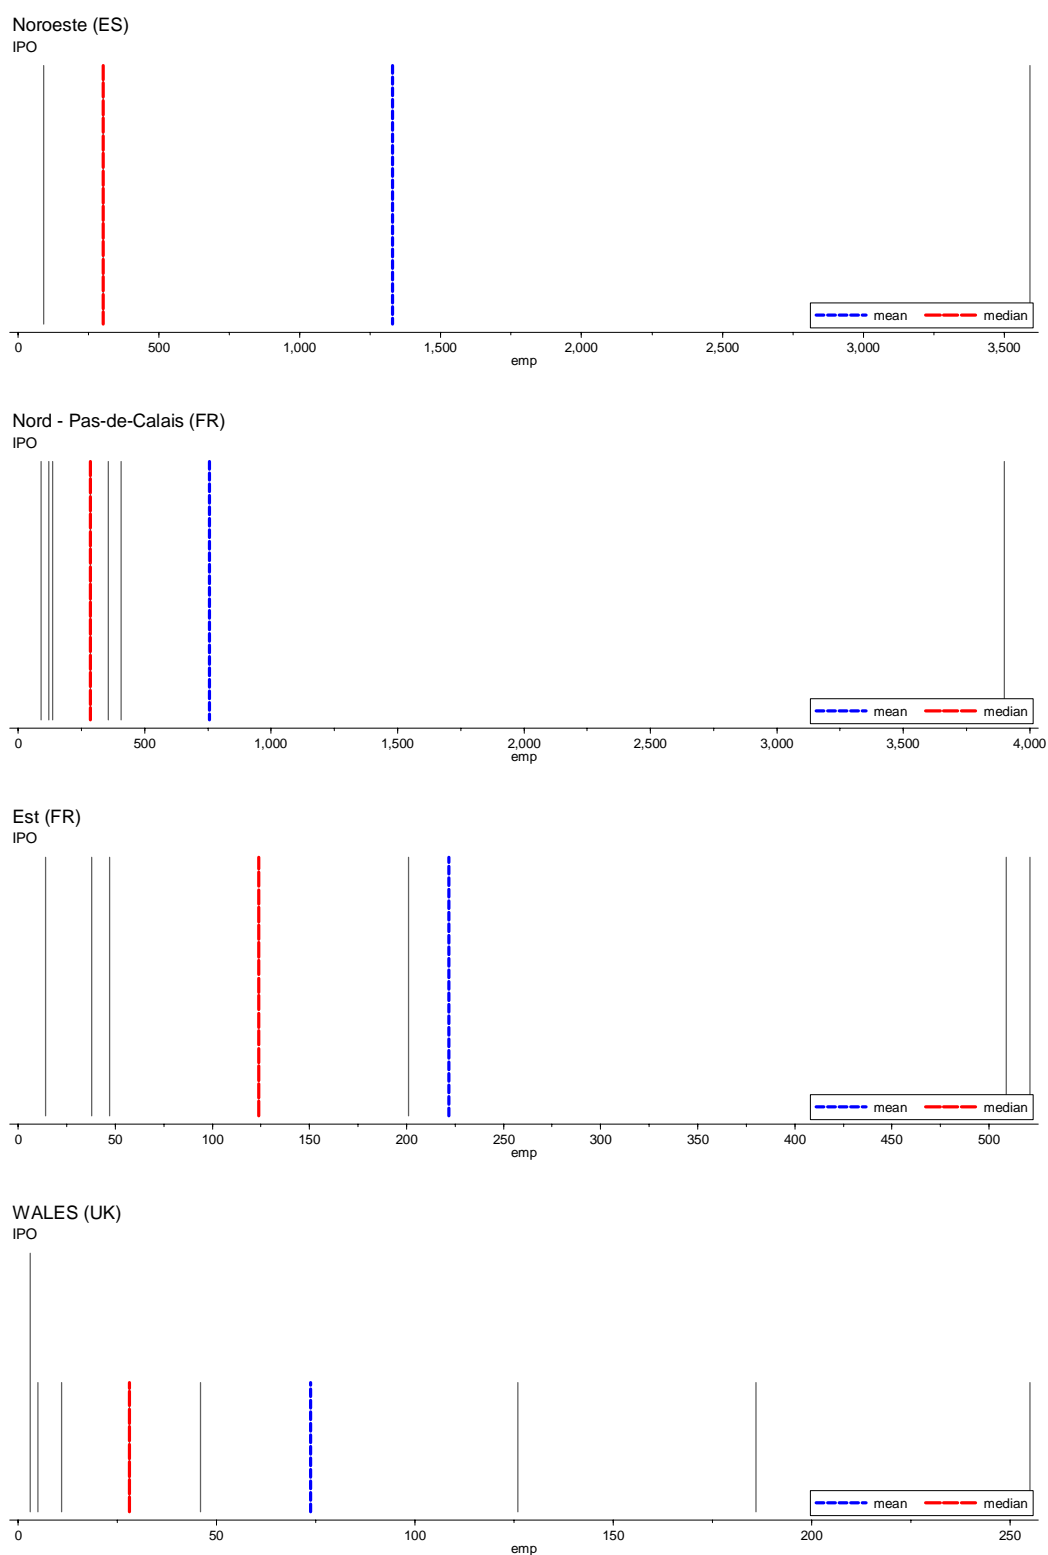 Noroeste (ES)
IPO
mean median
0 500 1,000 1,500 2,000 2,500 3,000 3,500
emp
Nord - Pas-de-Calais (FR)
IPO
mean median
0 500 1,000 1,500 2,000 2,500 3,000 3,500 4,000
emp
Est (FR)
IPO
mean median
0 50 100 150 200 250 300 350 400 450 500
emp
WALES (UK)
IPO
mean median
0 50 100 150 200 250
emp